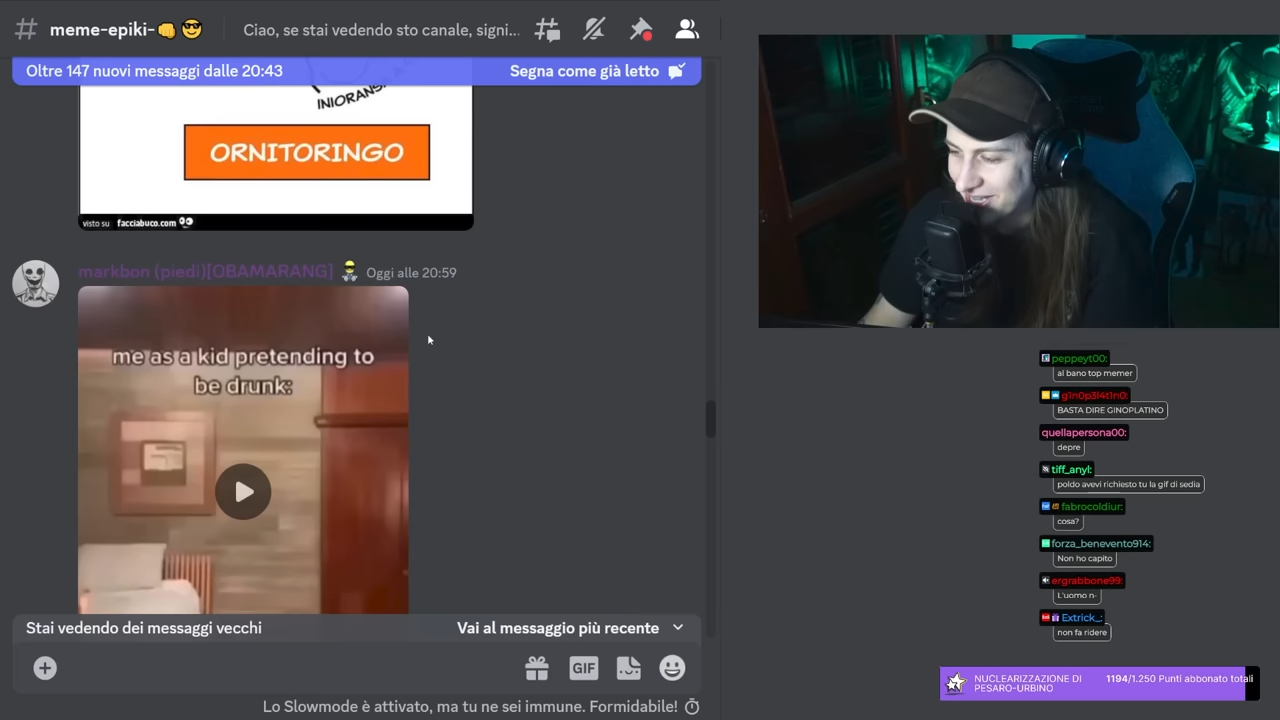 meme-epiki-👊😎
Ciao, se stai vedendo sto canale, signi...
Oltre 147 nuovi messaggi dalle 20:43
Segna come già letto
ORNITORINGO
visto su facciabuco.com
markbon (piedi)[OBAMARANG]
Oggi alle 20:59
me as a kid pretending to
be drunk:
Stai vedendo dei messaggi vecchi
Vai al messaggio più recente
GIF
Lo Slowmode è attivato, ma tu ne sei immune. Formidabile!
peppeyt00:
al bano top memer
g1n0p3l4t1n0:
BASTA DIRE GINOPLATINO
quellapersona00:
depre
tiff_anyl:
poldo avevi richiesto tu la gif di sedia
fabrocoldiur:
cosa?
forza_benevento914:
Non ho capito
ergrabbone99:
L'uomo n-
Extrick_:
non fa ridere
NUCLEARIZZAZIONE DI
PESARO-URBINO
1194/1.250 Punti abbonato totali